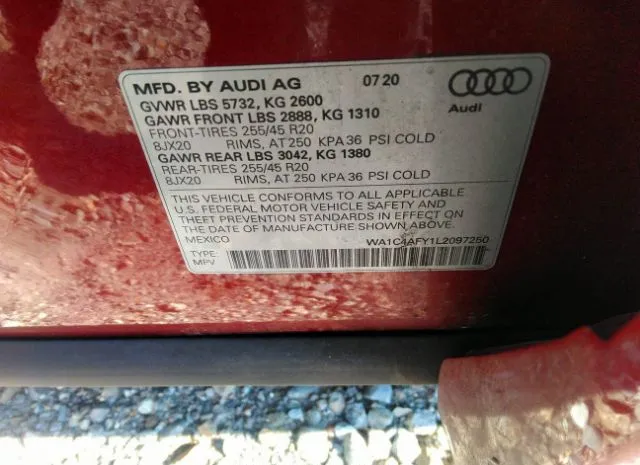 MFD. BY AUDI AG 07 20
GVWR LBS 5732, KG 2600
GAWR FRONT LBS 2888, KG 1310
FRONT-TIRES 255/45 R20
8JX20 RIMS, AT 250 KPA 36 PSI COLD
GAWR REAR LBS 3042, KG 1380
REAR-TIRES 255/45 R20
8JX20 RIMS, AT 250 KPA 36 PSI COLD
Audi
THIS VEHICLE CONFORMS TO ALL APPLICABLE
U.S. FEDERAL MOTOR VEHICLE SAFETY AND
THEFT PREVENTION STANDARDS IN EFFECT ON
THE DATE OF MANUFACTURE SHOWN ABOVE.
MEXICO WA1C4AFY1L2097250
TYPE:
MPV